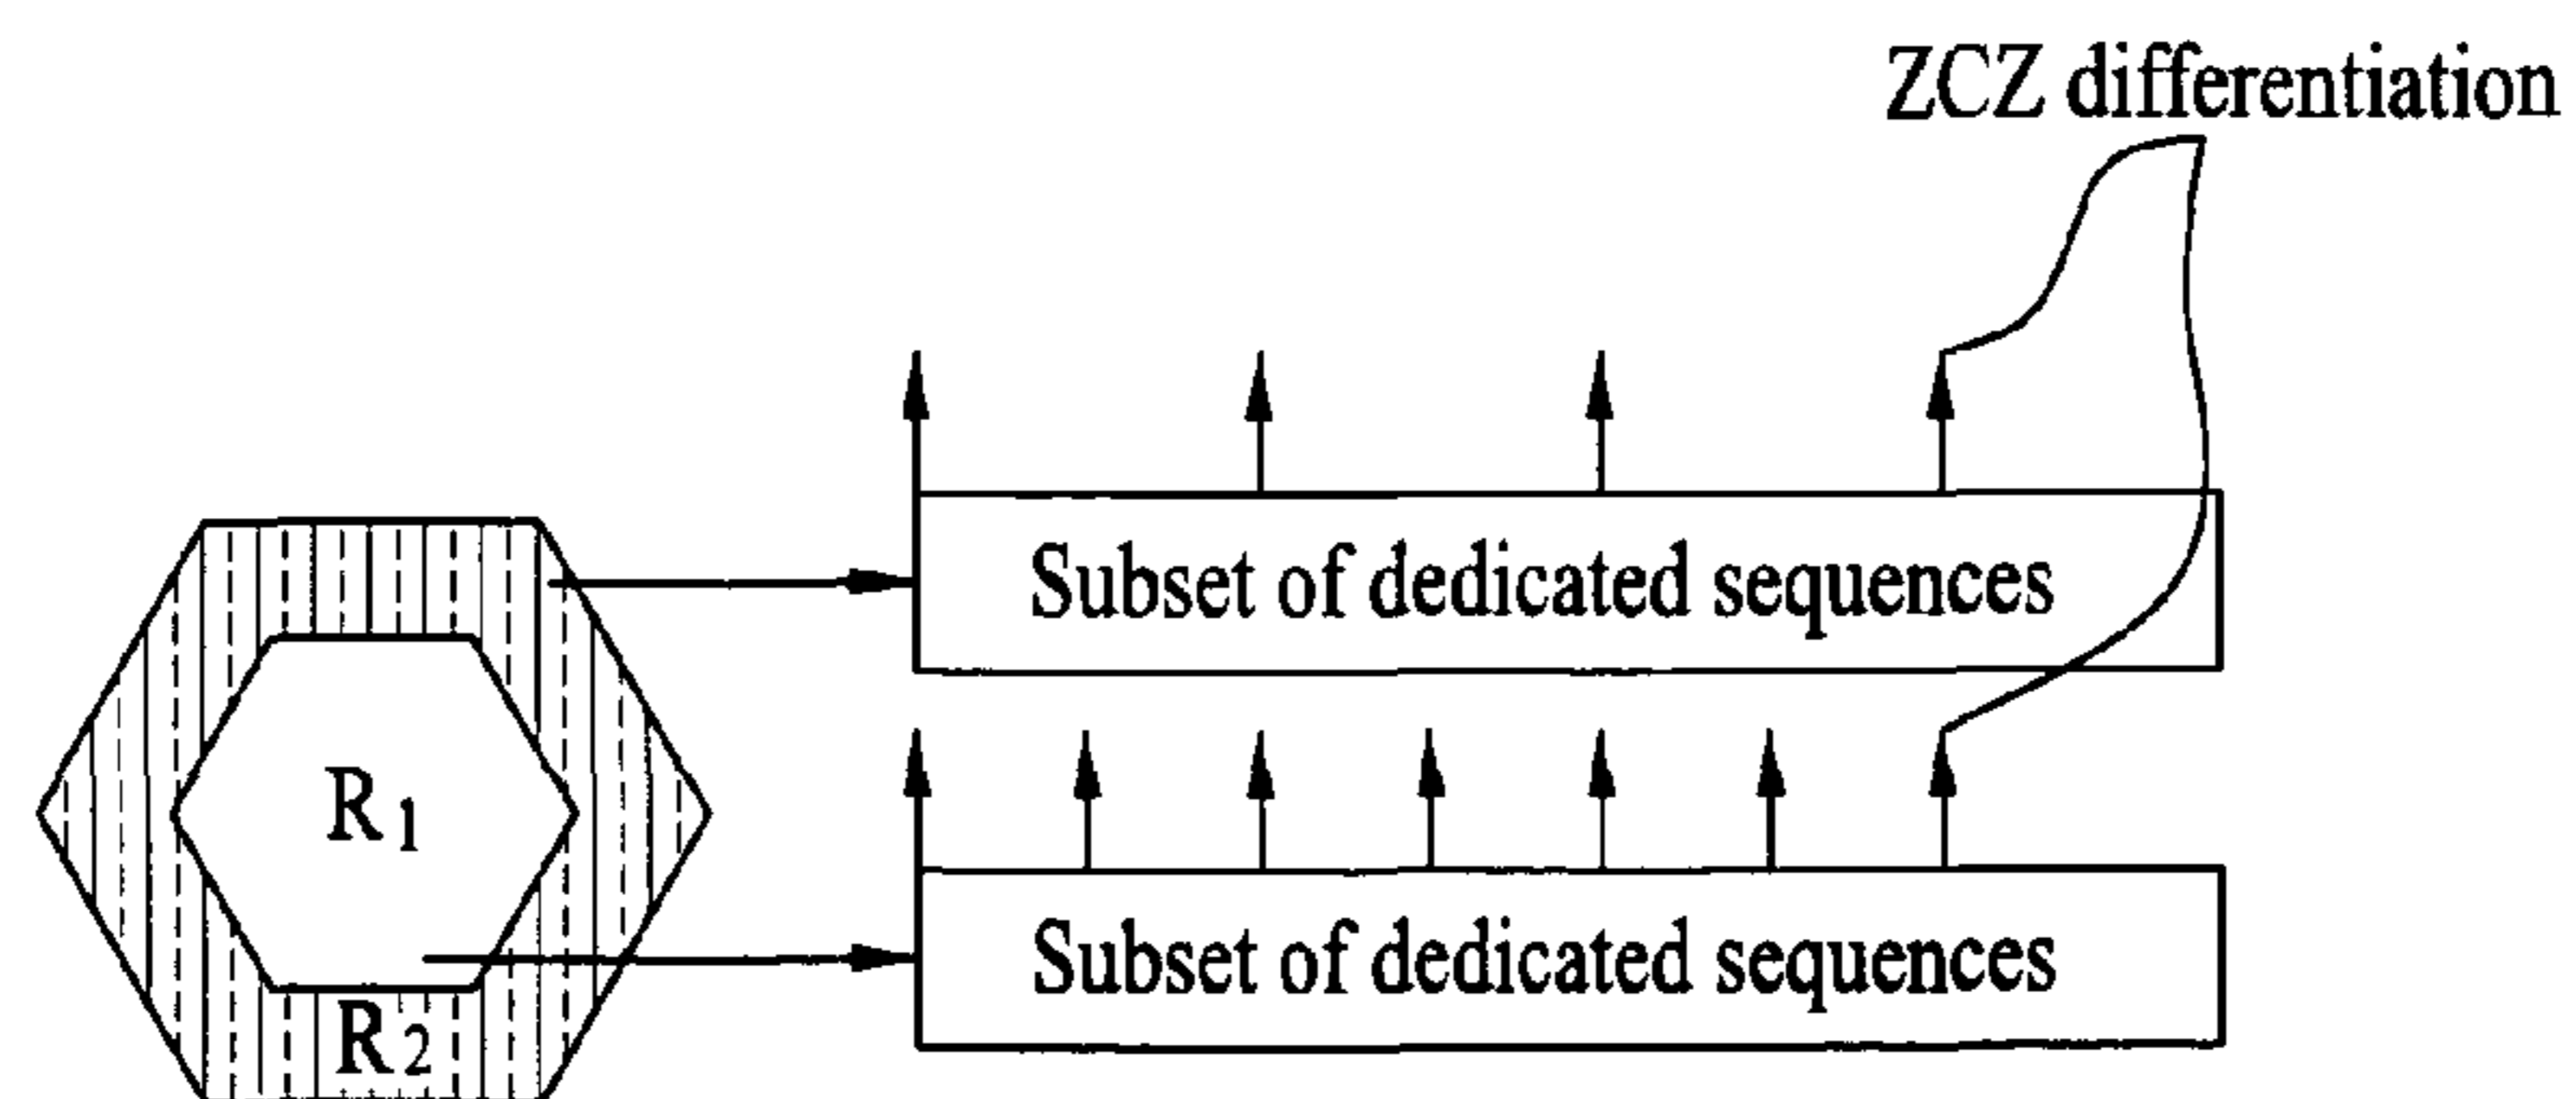 ZCZ differentiation
Subset of dedicated sequences
R1
Subset of dedicated sequences
R2